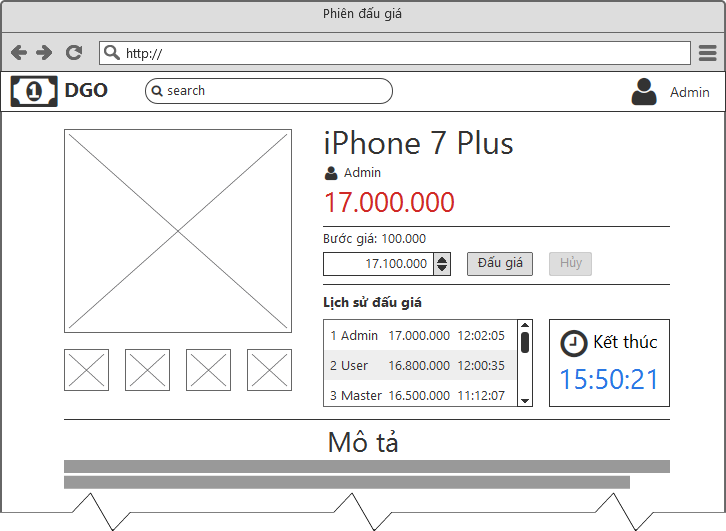 Phiên đấu giá
http://
1 DGO
search
Admin
iPhone 7 Plus
Admin
17.000.000
Bước giá: 100.000
17.100.000
Đấu giá
Hủy
Lịch sử đấu giá
1 Admin 17.000.000 12:02:05
2 User 16.800.000 12:00:35
3 Master 16.500.000 11:12:07
Kết thúc
15:50:21
Mô tả